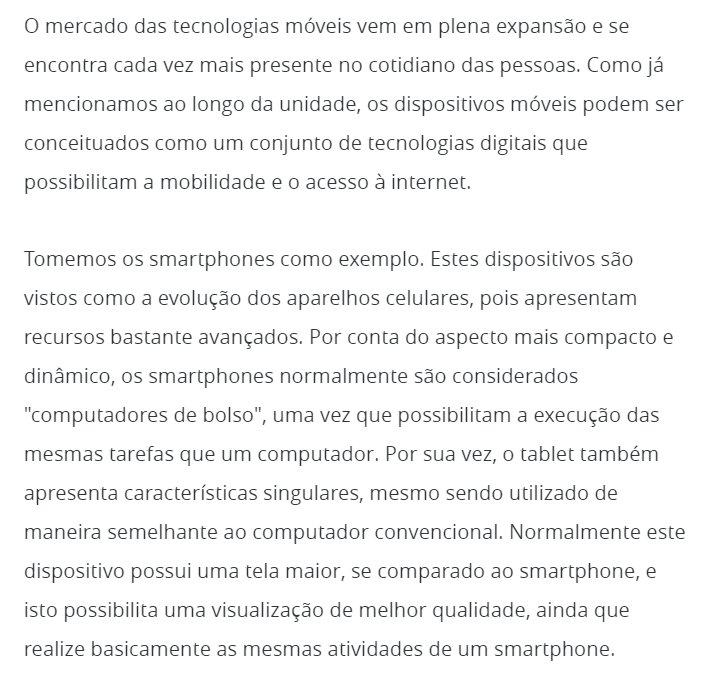 O mercado das tecnologias móveis vem em plena expansão e se
encontra cada vez mais presente no cotidiano das pessoas. Como já
mencionamos ao longo da unidade, os dispositivos móveis podem ser
conceituados como um conjunto de tecnologias digitais que
possibilitam a mobilidade e o acesso à internet.
Tomemos os smartphones como exemplo. Estes dispositivos são
vistos como a evolução dos aparelhos celulares, pois apresentam
recursos bastante avançados. Por conta do aspecto mais compacto e
dinâmico, os smartphones normalmente são considerados
"computadores de bolso", uma vez que possibilitam a execução das
mesmas tarefas que um computador. Por sua vez, o tablet também
apresenta características singulares, mesmo sendo utilizado de
maneira semelhante ao computador convencional. Normalmente este
dispositivo possui uma tela maior, se comparado ao smartphone, e
isto possibilita uma visualização de melhor qualidade, ainda que
realize basicamente as mesmas atividades de um smartphone.